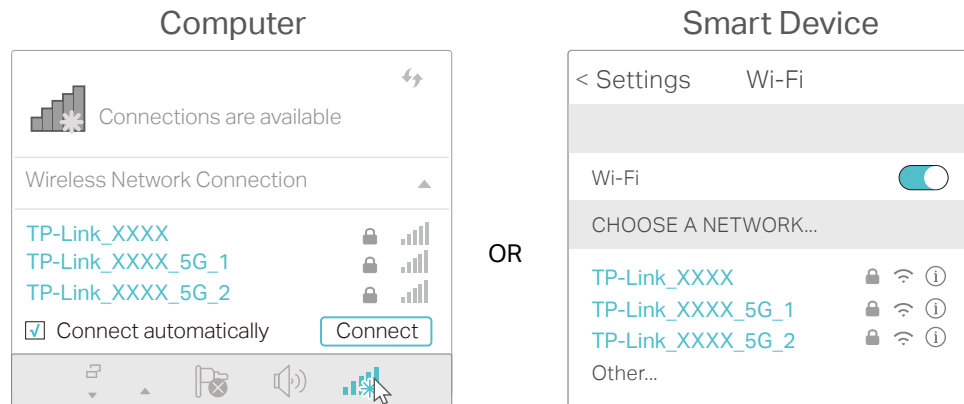 Computer
Connections are available
Wireless Network Connection
TP-Link_XXXX
TP-Link_XXXX_5G_1
TP-Link_XXXX_5G_2
Connect automatically
Connect
OR
Smart Device
< Settings Wi-Fi
Wi-Fi
CHOOSE A NETWORK...
TP-Link_XXXX
TP-Link_XXXX_5G_1
TP-Link_XXXX_5G_2
Other...